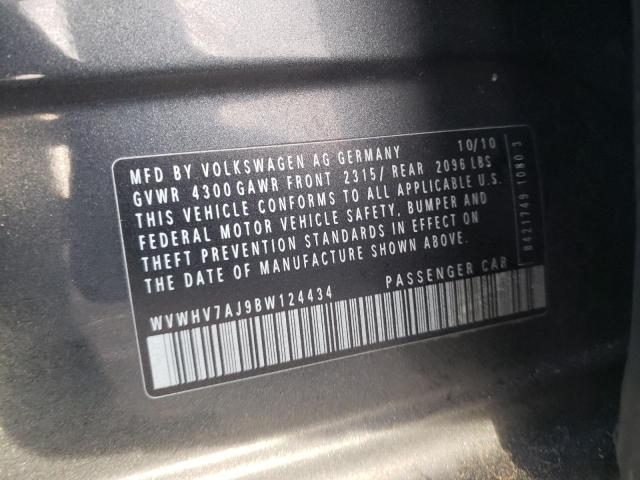 MFD BY VOLKSWAGEN AG GERMANY 10/10
GVWR 4300 GAWR FRONT 2315/ REAR 2096 LBS
THIS VEHICLE CONFORMS TO ALL APPLICABLE U.S.
FEDERAL MOTOR VEHICLE SAFETY, BUMPER AND
THEFT PREVENTION STANDARDS IN EFFECT ON
THE DATE OF MANUFACTURE SHOWN ABOVE.
WVWHV7AJ9BW124434 PASSENGER CAR
8421749 1080 3